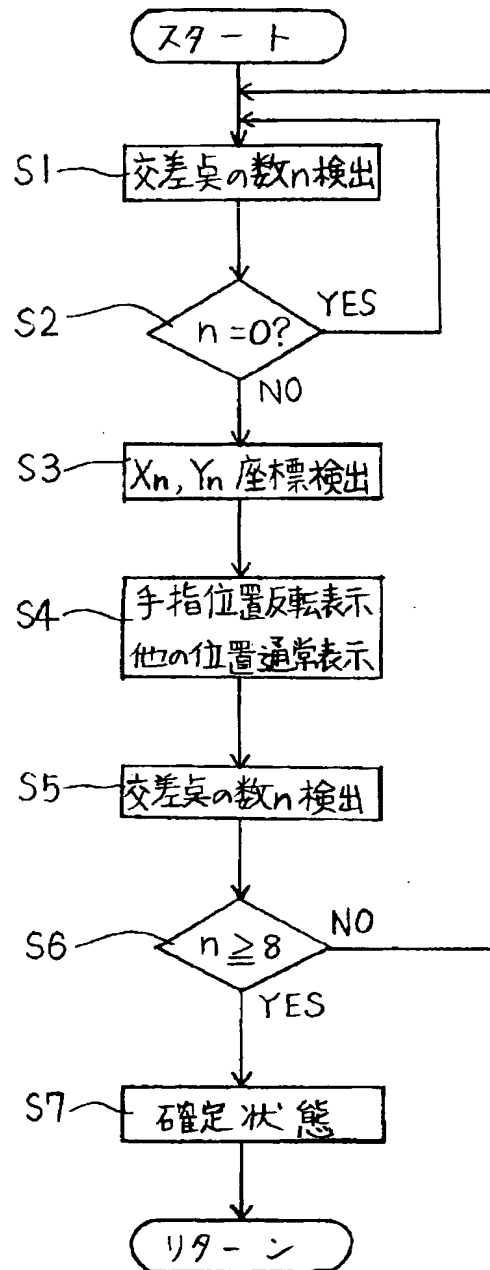 スタート
S1
交差点の数n検出
S2
n=0?
YES
NO
S3
Xn, Yn 座標検出
S4
手指位置反転表示
他の位置通常表示
S5
交差点の数n検出
S6
n≧8
NO
YES
S7
確定状態
リターン